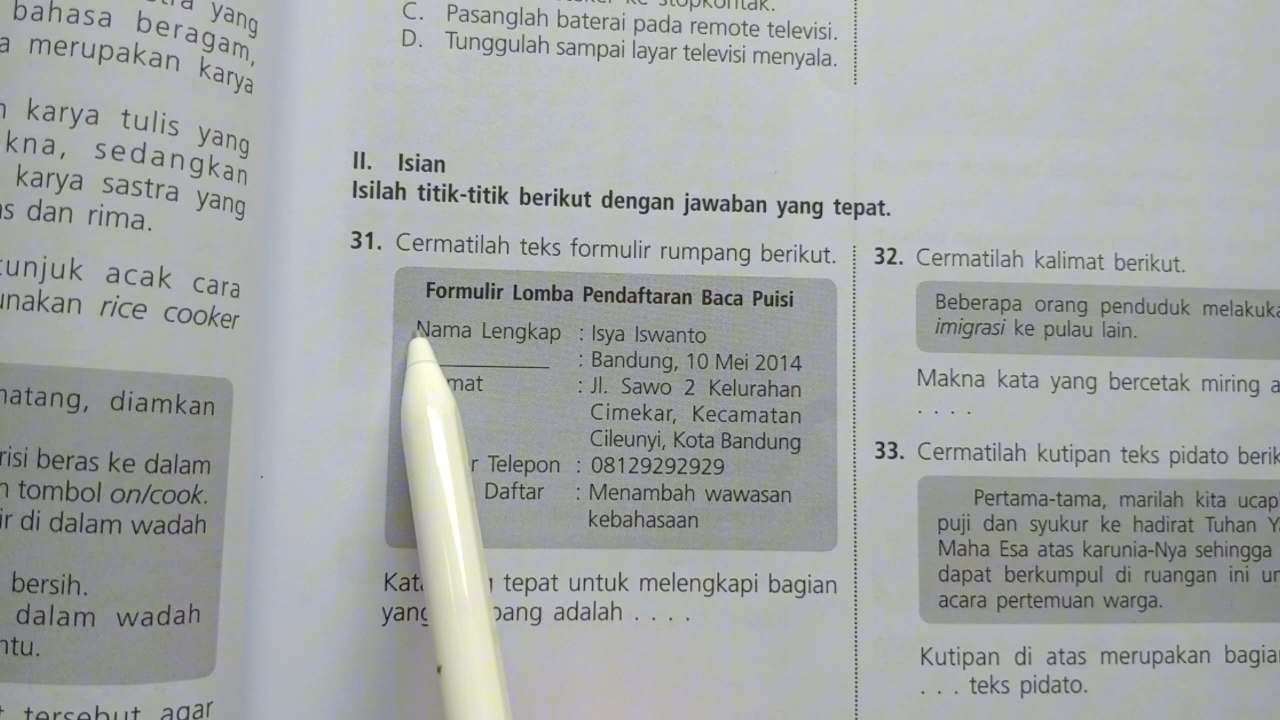 yang
bahasa beragam,
a merupakan karya
karya tulis yang
kna, sedangkan
karya sastra yang
as dan rima.
tunjuk acak cara
unakan rice cooker
natang, diamkan
risi beras ke dalam
n tombol on/cook.
ir di dalam wadah
bersih.
dalam wadah
ntu.
tersebut agar
C. Pasanglah baterai pada remote televisi.
D. Tunggulah sampai layar televisi menyala.
II. Isian
Isilah titik-titik berikut dengan jawaban yang tepat.
31. Cermatilah teks formulir rumpang berikut.
Formulir Lomba Pendaftaran Baca Puisi
Nama Lengkap : Isya Iswanto
__________ : Bandung, 10 Mei 2014
mat : Jl. Sawo 2 Kelurahan
Cimekar, Kecamatan
Cileunyi, Kota Bandung
r Telepon : 08129292929
Daftar : Menambah wawasan
kebahasaan
Kata tepat untuk melengkapi bagian
yang pang adalah . . . .
32. Cermatilah kalimat berikut.
Beberapa orang penduduk melakuka
imigrasi ke pulau lain.
Makna kata yang bercetak miring a
. . . .
33. Cermatilah kutipan teks pidato berik
Pertama-tama, marilah kita ucap
puji dan syukur ke hadirat Tuhan Y
Maha Esa atas karunia-Nya sehingga
dapat berkumpul di ruangan ini un
acara pertemuan warga.
Kutipan di atas merupakan bagia
. . . teks pidato.